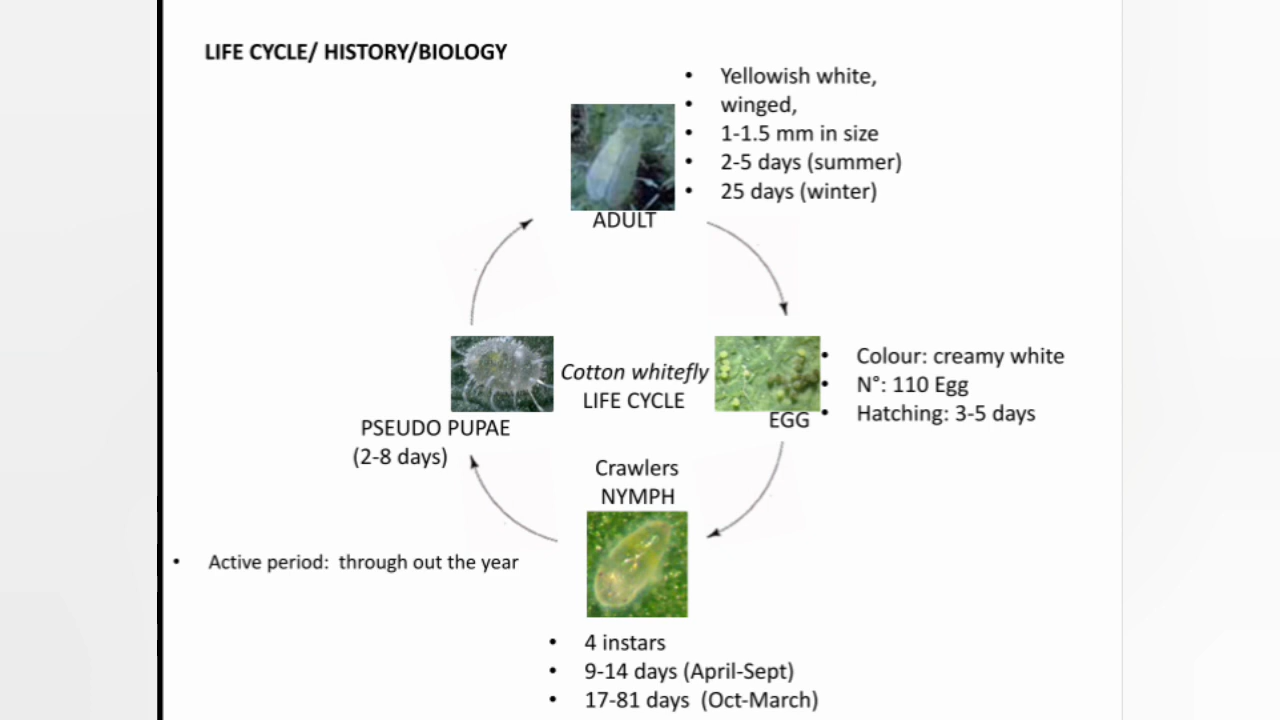 LIFE CYCLE/ HISTORY/BIOLOGY
• Yellowish white,
• winged,
• 1-1.5 mm in size
• 2-5 days (summer)
• 25 days (winter)
ADULT
Cotton whitefly
LIFE CYCLE
• Colour: creamy white
• N°: 110 Egg
• Hatching: 3-5 days
EGG
PSEUDO PUPAE
(2-8 days)
Crawlers
NYMPH
• Active period: through out the year
• 4 instars
• 9-14 days (April-Sept)
• 17-81 days (Oct-March)